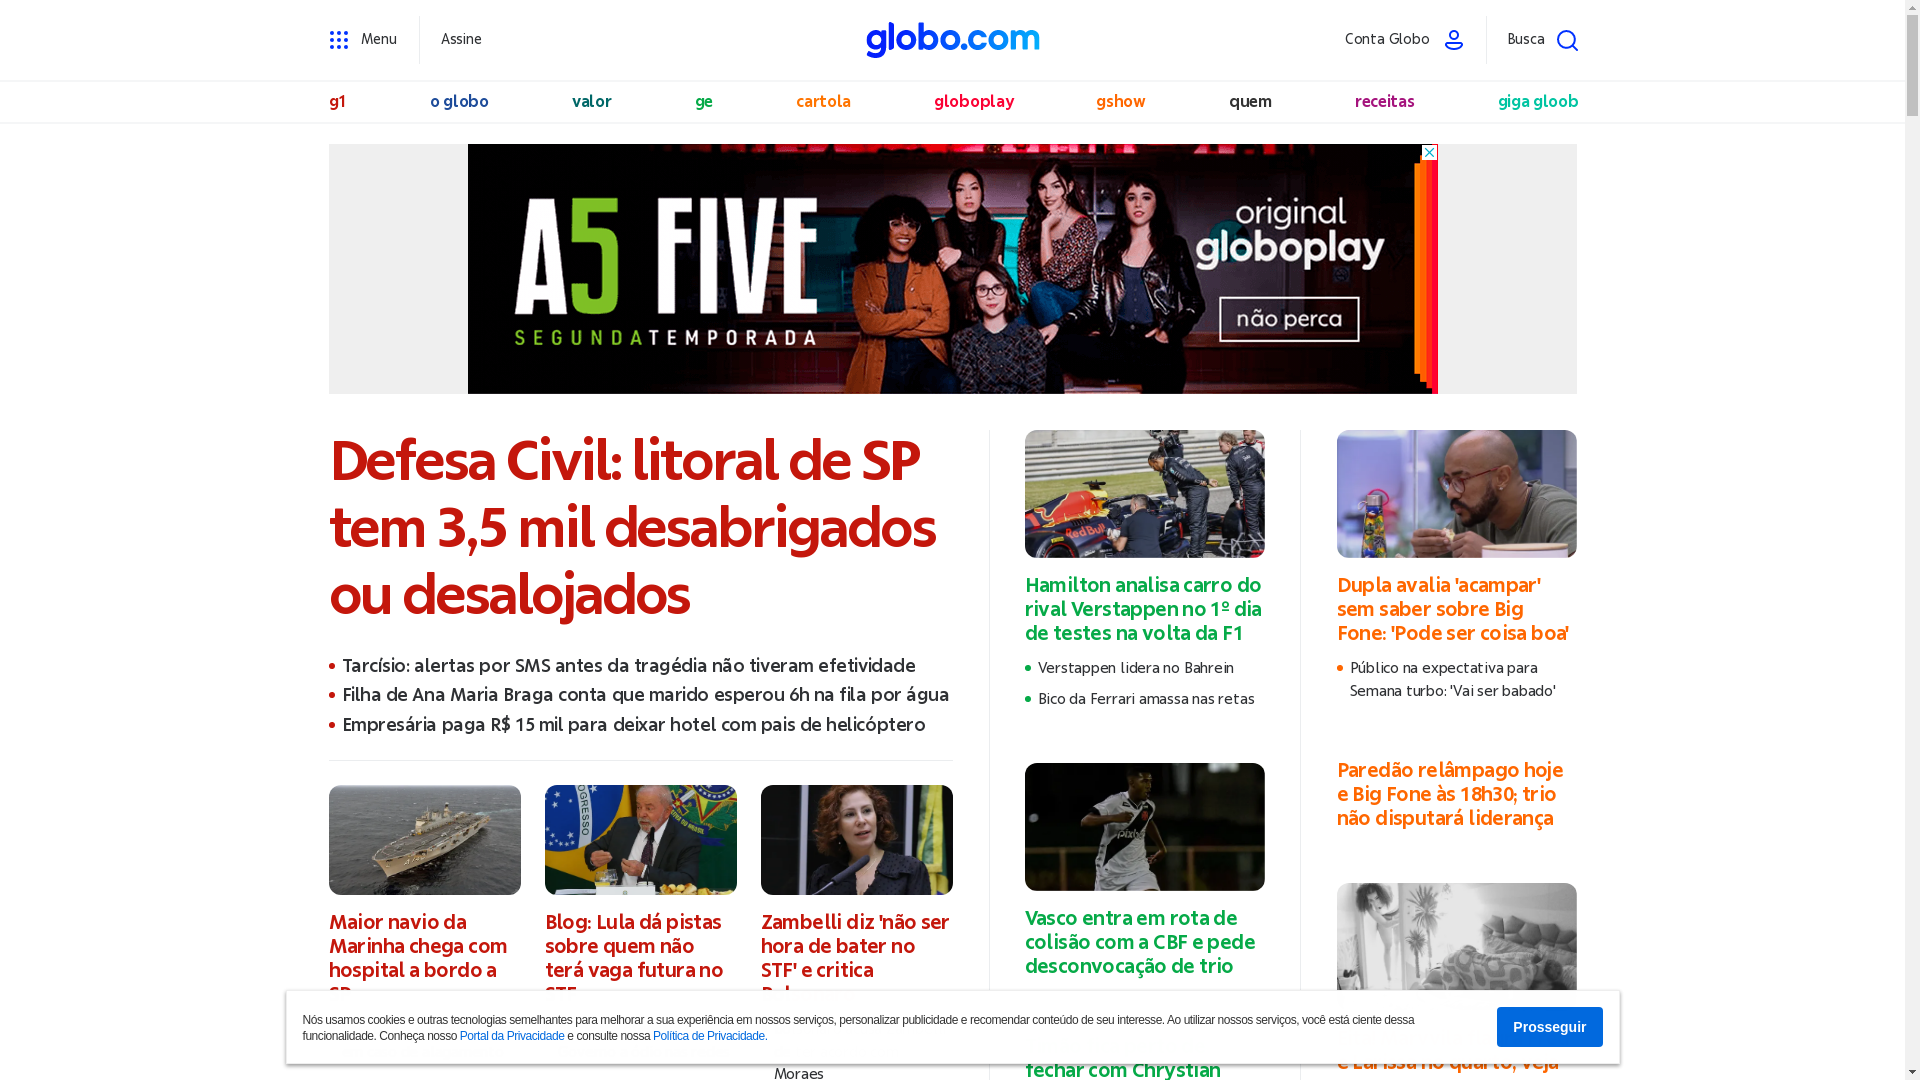 Menu
Assine
globo.com
Conta Globo
Busca
g1
o globo
valor
ge
cartola
globoplay
gshow
quem
receitas
giga gloob
A5 FIVE
SEGUNDATEMPORADA
original
globoplay
não perca
Defesa Civil: litoral de SP
tem 3,5 mil desabrigados
ou desalojados
Tarcísio: alertas por SMS antes da tragédia não tiveram efetividade
Filha de Ana Maria Braga conta que marido esperou 6h na fila por água
Empresária paga R$ 15 mil para deixar hotel com pais de helicóptero
Maior navio da
Marinha chega com
hospital a bordo a
Blog: Lula dá pistas
sobre quem não
terá vaga futura no
Zambelli diz 'não ser
hora de bater no
STF' e critica
Moraes
Red Bull
Hamilton analisa carro do
rival Verstappen no 1º dia
de testes na volta da F1
Verstappen lidera no Bahrein
Bico da Ferrari amassa nas retas
pixbet
Vasco entra em rota de
colisão com a CBF e pede
desconvocação de trio
fechar com Chrystian
Dupla avalia 'acampar'
sem saber sobre Big
Fone: 'Pode ser coisa boa'
Público na expectativa para
Semana turbo: 'Vai ser babado'
Paredão relâmpago hoje
e Big Fone às 18h30; trio
não disputará liderança
e Larissa no quarto; veja
Nós usamos cookies e outras tecnologias semelhantes para melhorar a sua experiência em nossos serviços, personalizar publicidade e recomendar conteúdo de seu interesse. Ao utilizar nossos serviços, você está ciente dessa
funcionalidade. Conheça nosso Portal da Privacidade e consulte nossa Política de Privacidade.
Prosseguir